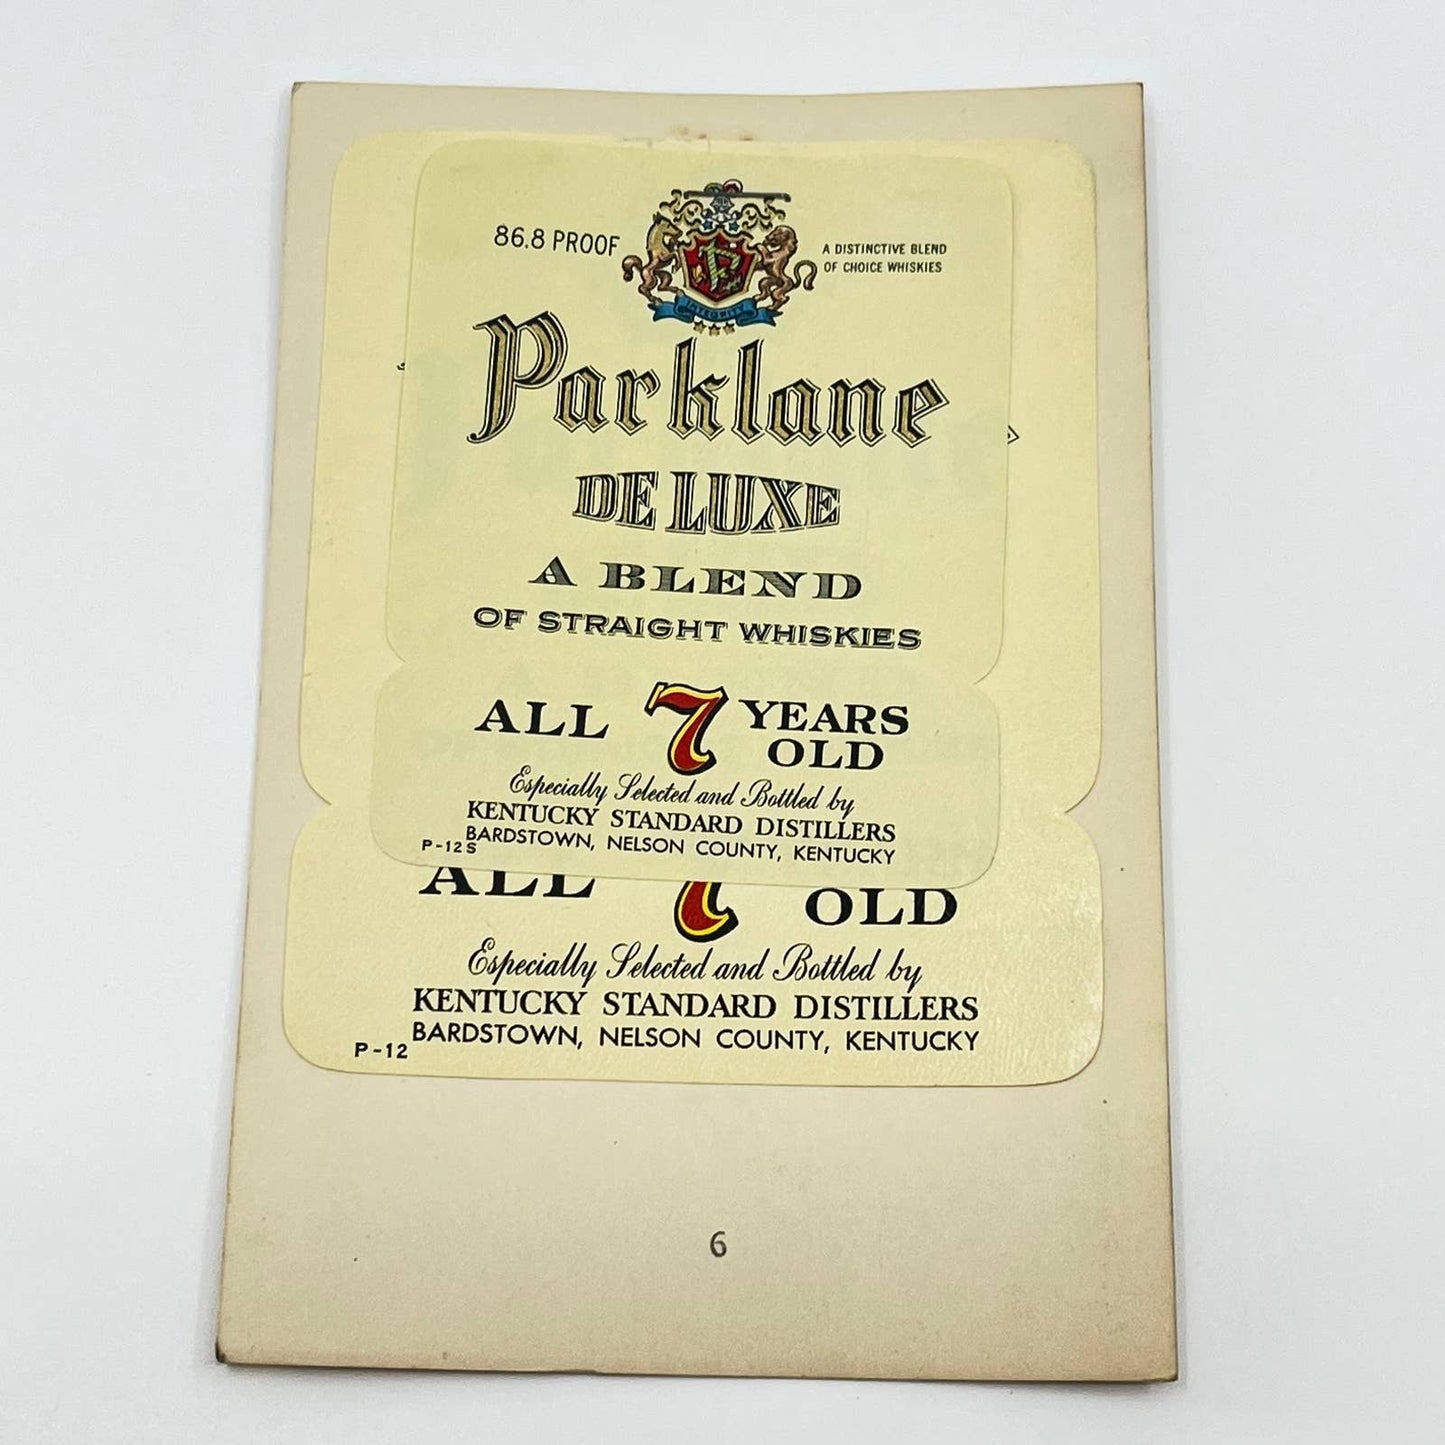 86.8 PROOF
A DISTINCTIVE BLEND
OF CHOICE WHISKIES
P
INTEGRITY
Parklane
DE LUXE
A BLEND
OF STRAIGHT WHISKIES
ALL 7 YEARS
OLD
Especially Selected and Bottled by
KENTUCKY STANDARD DISTILLERS
BARDSTOWN, NELSON COUNTY, KENTUCKY
P-12S
ALL 7 OLD
Especially Selected and Bottled by
KENTUCKY STANDARD DISTILLERS
BARDSTOWN, NELSON COUNTY, KENTUCKY
P-12
6